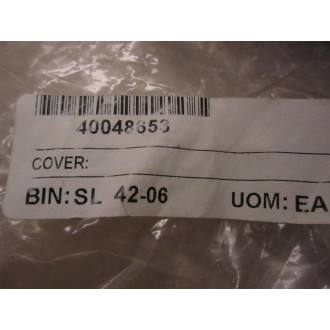 40048653
COVER:
BIN: SL 42-06 UOM: EA